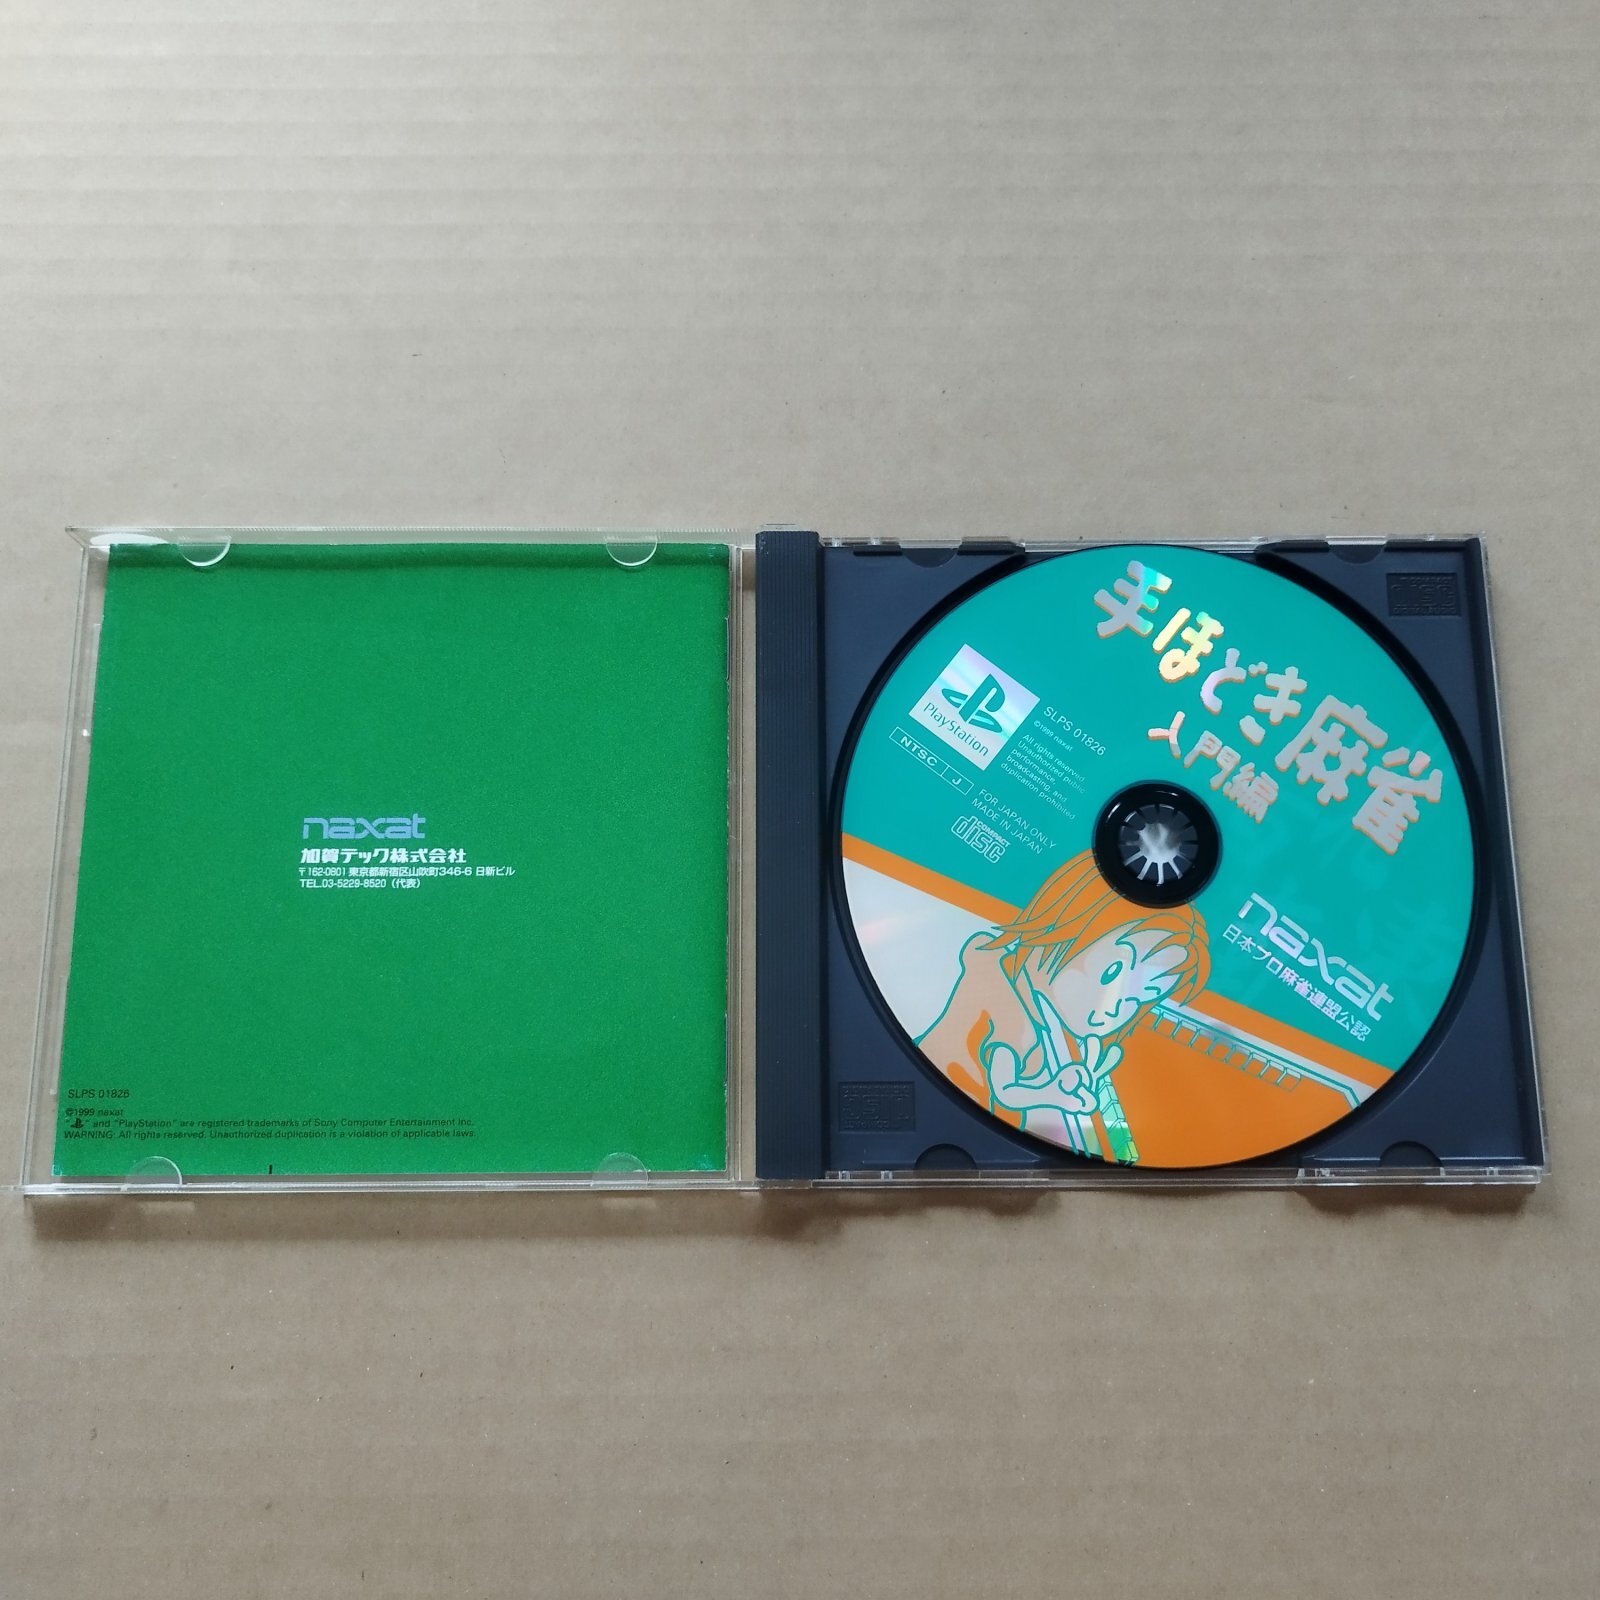 naxat
加賀テック株式会社
〒162-0801 東京都新宿区山吹町346-6 日新ビル
TEL.03-5229-8520（代表）
SLPS 01826
©1999 naxat
" " and "PlayStation" are registered trademarks of Sony Computer Entertainment Inc.
WARNING: All rights reserved. Unauthorized duplication is a violation of applicable laws.
手ほどき麻雀
入門編
PlayStation
NTSC J
SLPS 01826
©1999 naxat
All rights reserved.
Unauthorized public
performance,
broadcasting, and
duplication prohibited
FOR JAPAN ONLY
MADE IN JAPAN
COMPACT
disc
naxat
日本プロ麻雀連盟公認